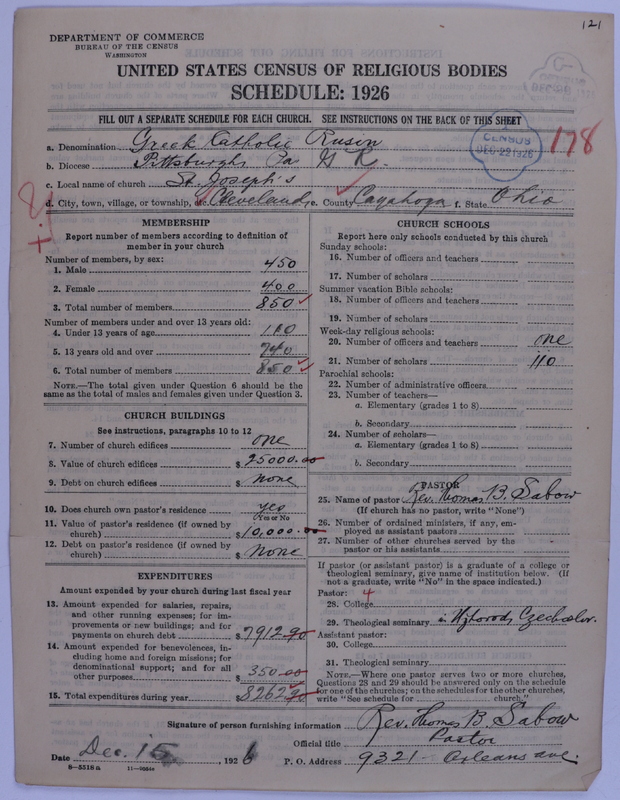 121
DEPARTMENT OF COMMERCE
BUREAU OF THE CENSUS
WASHINGTON
UNITED STATES CENSUS OF RELIGIOUS BODIES
SCHEDULE: 1926
FILL OUT A SEPARATE SCHEDULE FOR EACH CHURCH. SEE INSTRUCTIONS ON THE BACK OF THIS SHEET
CENSUS
DEC 22 1926
178
a. Denomination Greek Catholic Rusin
b. Diocese Pittsburgh Pa G R.
c. Local name of church St. Joseph's
d. City, town, village, or township, etc. Cleveland e. County Cayahoga f. State Ohio
MEMBERSHIP
Report number of members according to definition of
member in your church
Number of members, by sex:
1. Male 450
2. Female 400
3. Total number of members 850
Number of members under and over 13 years old:
4. Under 13 years of age 110
5. 13 years old and over 740
6. Total number of members 850
NOTE.—The total given under Question 6 should be the
same as the total of males and females given under Question 3.
CHURCH BUILDINGS
See instructions, paragraphs 10 to 12
7. Number of church edifices one
8. Value of church edifices $ 25000.00
9. Debt on church edifices $ none
10. Does church own pastor's residence yes
Yes or No
11. Value of pastor's residence (if owned by
church) $ 10,000.00
12. Debt on pastor's residence (if owned by
church) $ None
EXPENDITURES
Amount expended by your church during last fiscal year
13. Amount expended for salaries, repairs,
and other running expenses; for im-
provements or new buildings; and for
payments on church debt $ 7912.90
14. Amount expended for benevolences, in-
cluding home and foreign missions; for
denominational support; and for all
other purposes $ 350.00
15. Total expenditures during year $ 8262.90
CHURCH SCHOOLS
Report here only schools conducted by this church
Sunday schools:
16. Number of officers and teachers
17. Number of scholars
Summer vacation Bible schools:
18. Number of officers and teachers
19. Number of scholars
Week-day religious schools:
20. Number of officers and teachers one
21. Number of scholars 110
Parochial schools:
22. Number of administrative officers
23. Number of teachers—
a. Elementary (grades 1 to 8)
b. Secondary
24. Number of scholars—
a. Elementary (grades 1 to 8)
b. Secondary
PASTOR
25. Name of pastor Rev. Thomas B. Sabow
(If church has no pastor, write "None")
26. Number of ordained ministers, if any, em-
ployed as assistant pastors
27. Number of other churches served by the
pastor or his assistants
If pastor (or assistant pastor) is a graduate of a college or
theological seminary, give name of institution below. (If
not a graduate, write "No" in the space indicated.)
Pastor: 4
28. College
29. Theological seminary in Czechoslov.
Assistant pastor:
30. College
31. Theological seminary
NOTE.—Where one pastor serves two or more churches,
Questions 28 and 29 should be answered only on the schedule
for one of the churches; on the schedules for the other churches,
write "See schedule for church."
Signature of person furnishing information Rev. Thomas B. Sabow
Official title Pastor
Date Dec. 15, 1926 P. O. Address 9321 Orleans ave.
8—5518 a